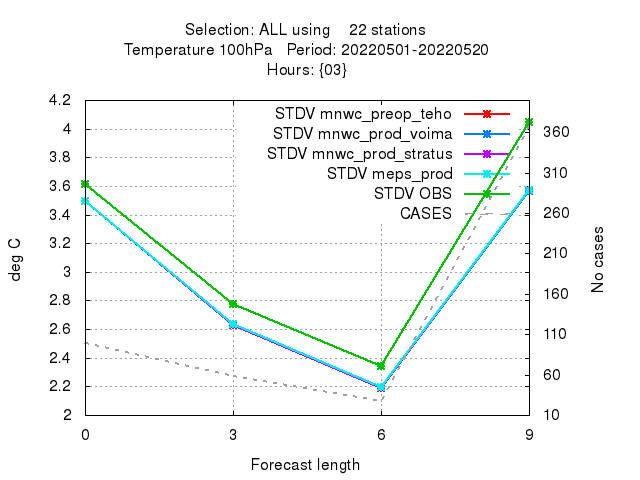 Selection: ALL using    22 stations
Temperature 100hPa   Period: 20220501-20220520
Hours: {03}
STDV mnwc_preop_teho
STDV mnwc_prod_voima
STDV mnwc_prod_stratus
STDV meps_prod
STDV OBS
CASES
4.2
4
3.8
3.6
3.4
3.2
3
2.8
2.6
2.4
2.2
2
deg C
360
310
260
210
160
110
60
10
No cases
0 3 6 9
Forecast length